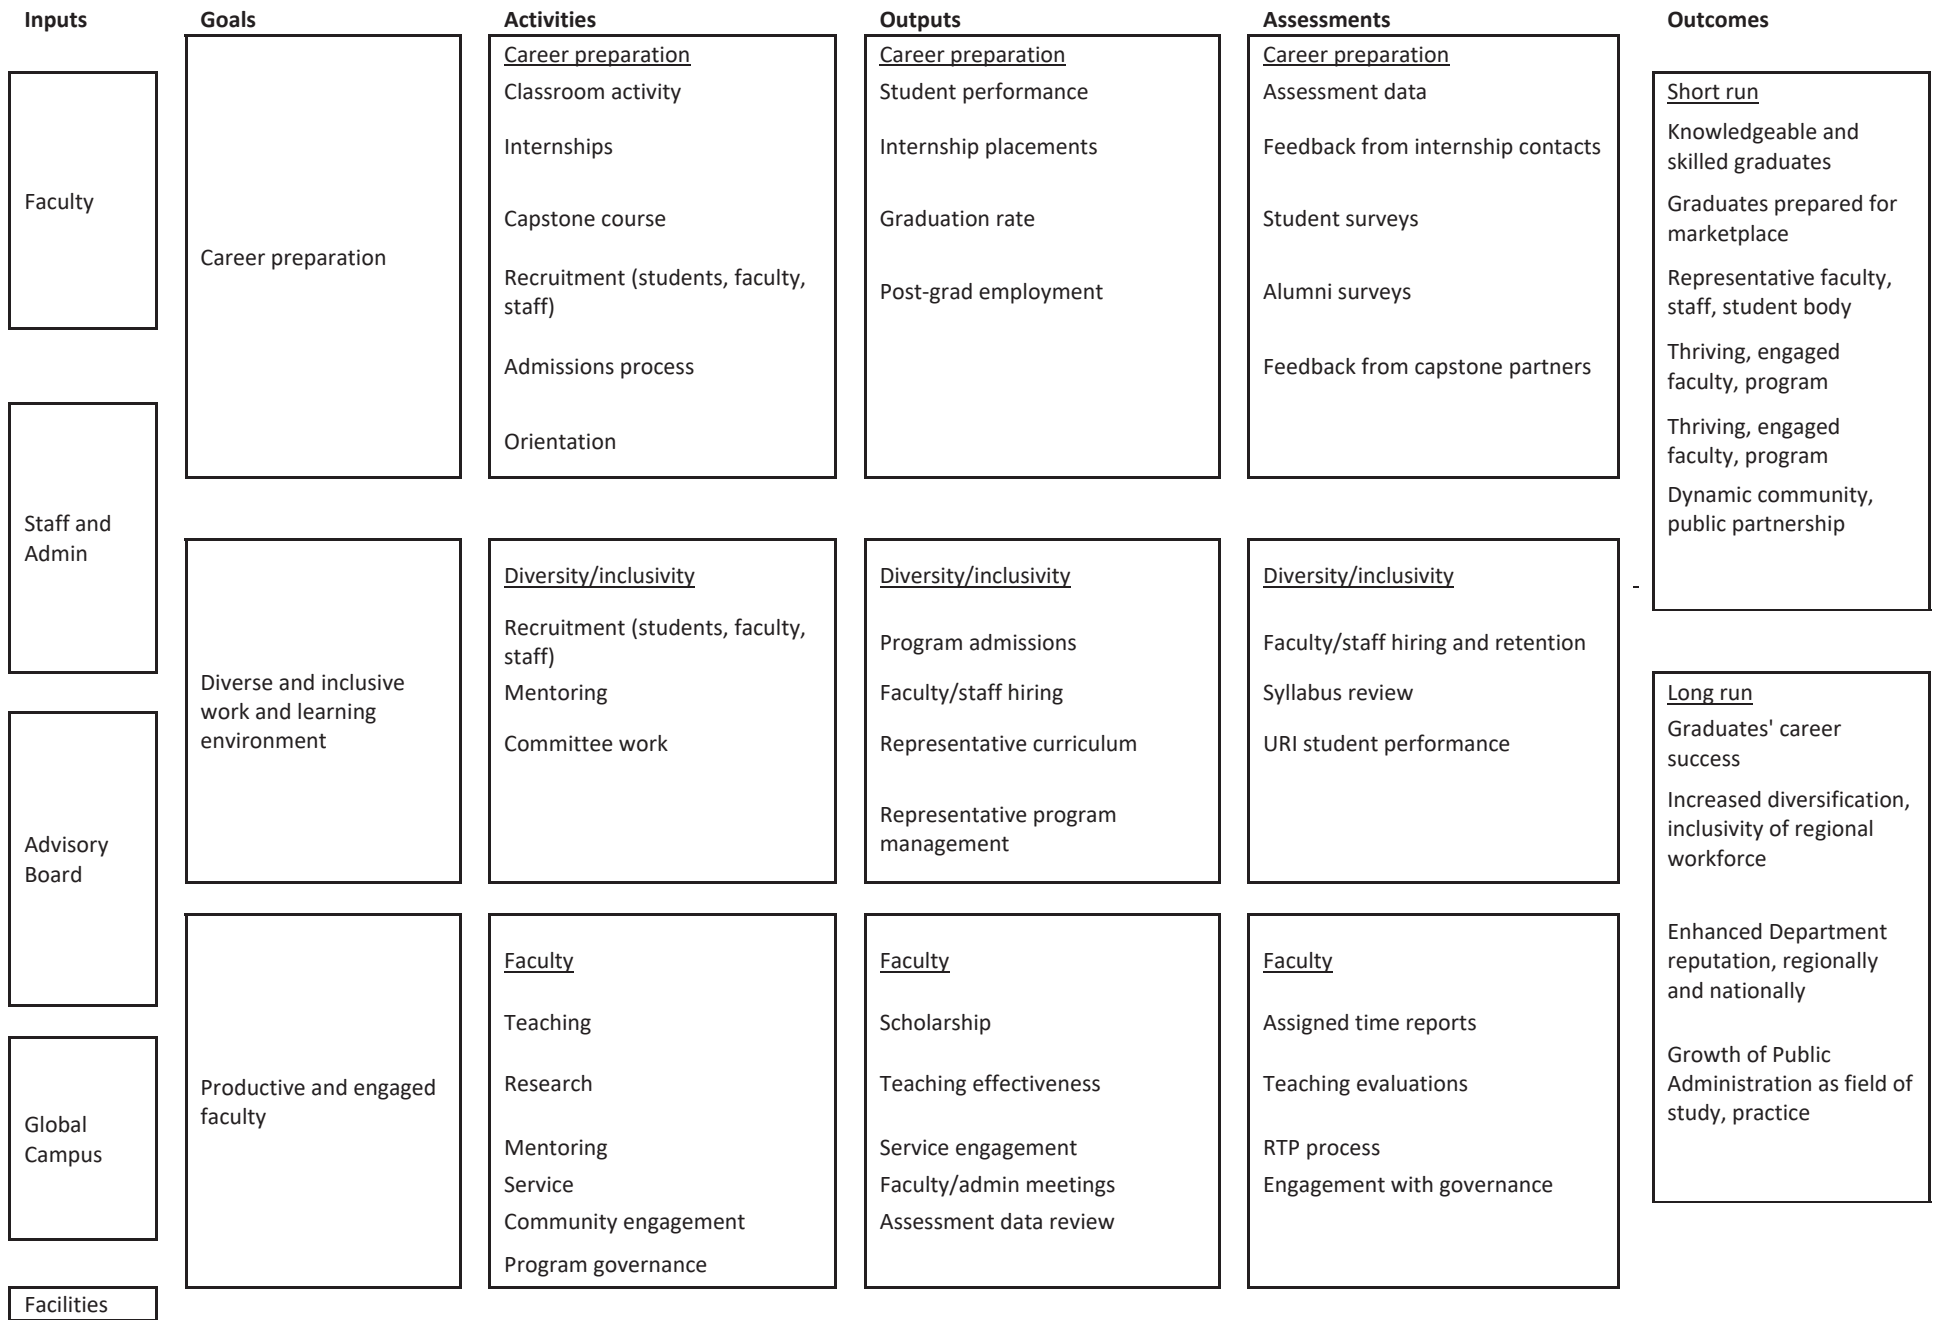 Inputs
Goals
Activities
Outputs
Assessments
Outcomes
Faculty
Staff and
Admin
Advisory
Board
Global
Campus
Facilities
Career preparation
Diverse and inclusive
work and learning
environment
Productive and engaged
faculty
Career preparation
Classroom activity
Internships
Capstone course
Recruitment (students, faculty,
staff)
Admissions process
Orientation
Diversity/inclusivity
Recruitment (students, faculty,
staff)
Mentoring
Committee work
Faculty
Teaching
Research
Mentoring
Service
Community engagement
Program governance
Career preparation
Student performance
Internship placements
Graduation rate
Post-grad employment
Diversity/inclusivity
Program admissions
Faculty/staff hiring
Representative curriculum
Representative program
management
Faculty
Scholarship
Teaching effectiveness
Service engagement
Faculty/admin meetings
Assessment data review
Career preparation
Assessment data
Feedback from internship contacts
Student surveys
Alumni surveys
Feedback from capstone partners
Diversity/inclusivity
Faculty/staff hiring and retention
Syllabus review
URI student performance
Faculty
Assigned time reports
Teaching evaluations
RTP process
Engagement with governance
Short run
Knowledgeable and
skilled graduates
Graduates prepared for
marketplace
Representative faculty,
staff, student body
Thriving, engaged
faculty, program
Thriving, engaged
faculty, program
Dynamic community,
public partnership
Long run
Graduates' career
success
Increased diversification,
inclusivity of regional
workforce
Enhanced Department
reputation, regionally
and nationally
Growth of Public
Administration as field of
study, practice